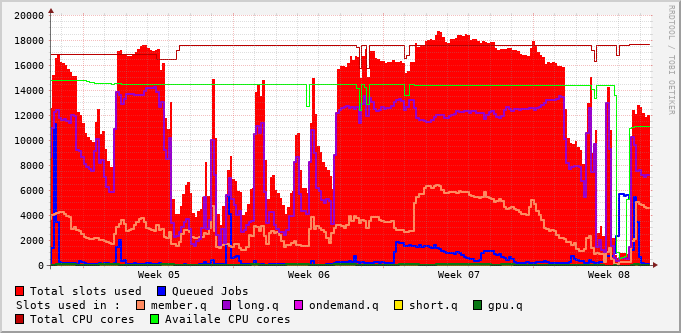 20000
18000
16000
14000
12000
10000
8000
6000
4000
2000
0
Week 05 Week 06 Week 07 Week 08
RRDTOOL / TOBI OETIKER
Total slots used Queued Jobs
Slots used in : member.q long.q ondemand.q short.q gpu.q
Total CPU cores Availale CPU cores